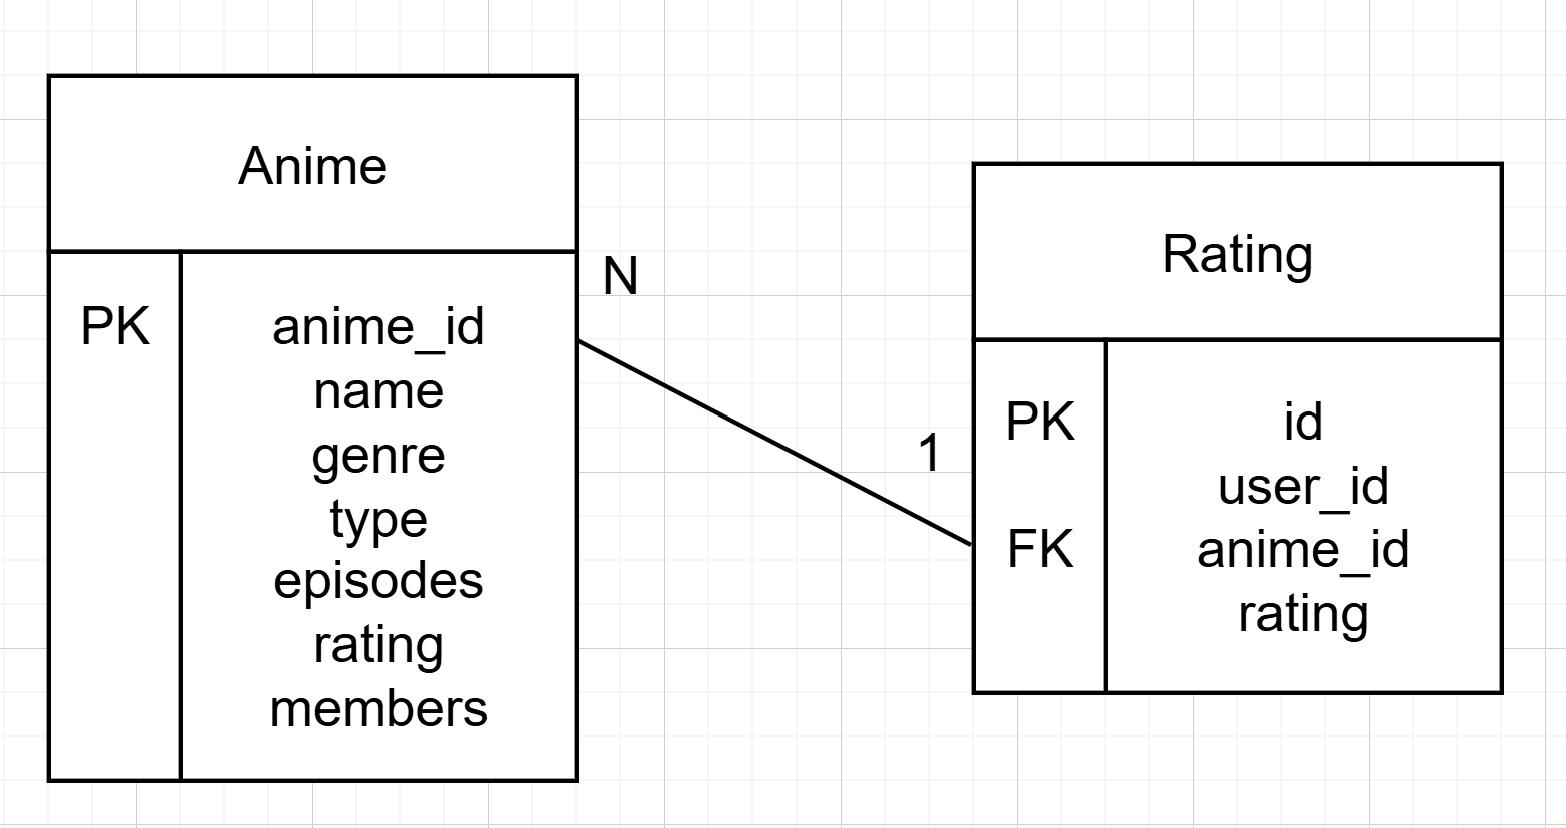 Anime
PK anime_id
name
genre
type
episodes
rating
members
N
1
Rating
PK id
user_id
FK anime_id
rating